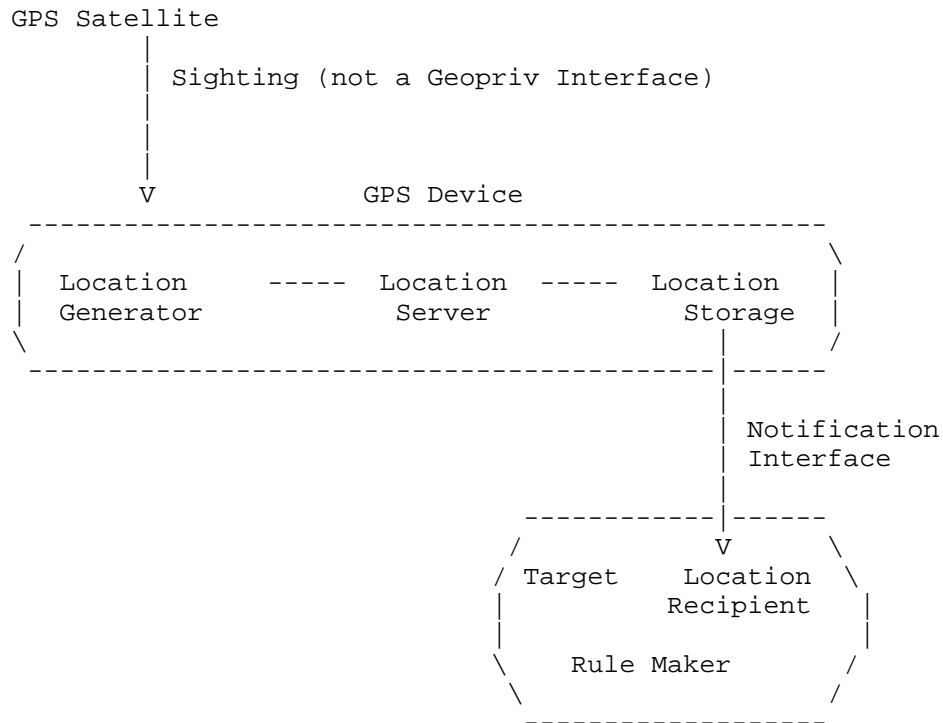 GPS Satellite
Sighting (not a Geopriv Interface)
V GPS Device
Location ----- Location ----- Location
Generator Server Storage
Notification
Interface
V
Target Location
Recipient
Rule Maker